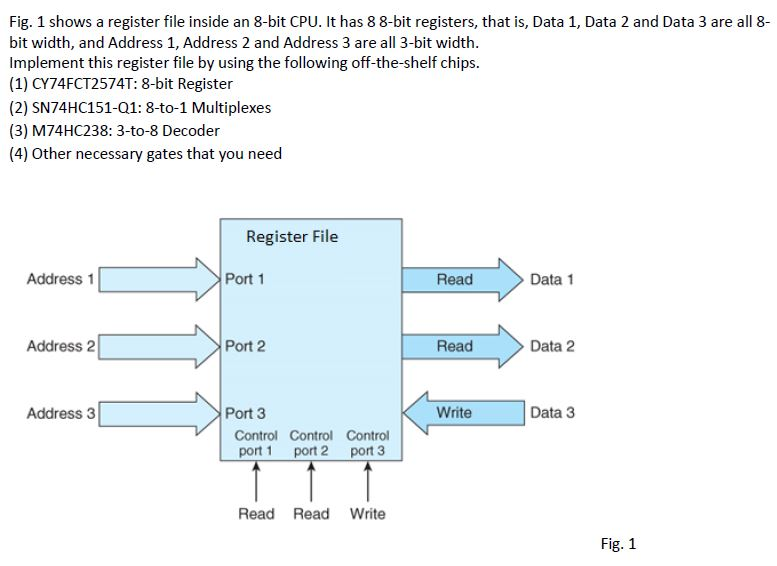 Fig. 1 shows a register file inside an 8-bit CPU. It has 8 8-bit registers, that is, Data 1, Data 2 and Data 3 are all 8-
bit width, and Address 1, Address 2 and Address 3 are all 3-bit width.
Implement this register file by using the following off-the-shelf chips.
(1) CY74FCT2574T: 8-bit Register
(2) SN74HC151-Q1: 8-to-1 Multiplexes
(3) M74HC238: 3-to-8 Decoder
(4) Other necessary gates that you need
Register File
Address 1 Port 1 Read Data 1
Address 2 Port 2 Read Data 2
Address 3 Port 3 Write Data 3
Control Control Control
port 1 port 2 port 3
Read Read Write
Fig. 1